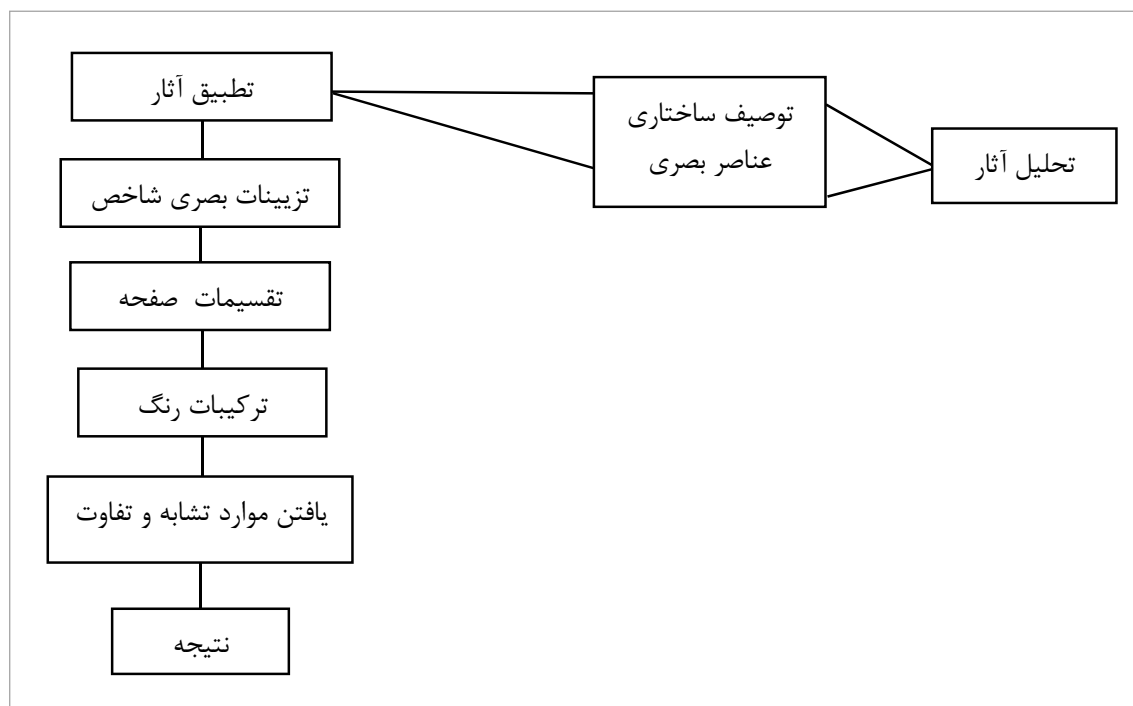 تحلیل آثار
توصیف ساختاری
عناصر بصری
تطبیق آثار
تزیینات بصری شاخص
تقسیمات صفحه
ترکیبات رنگ
یافتن موارد تشابه و تفاوت
نتیجه